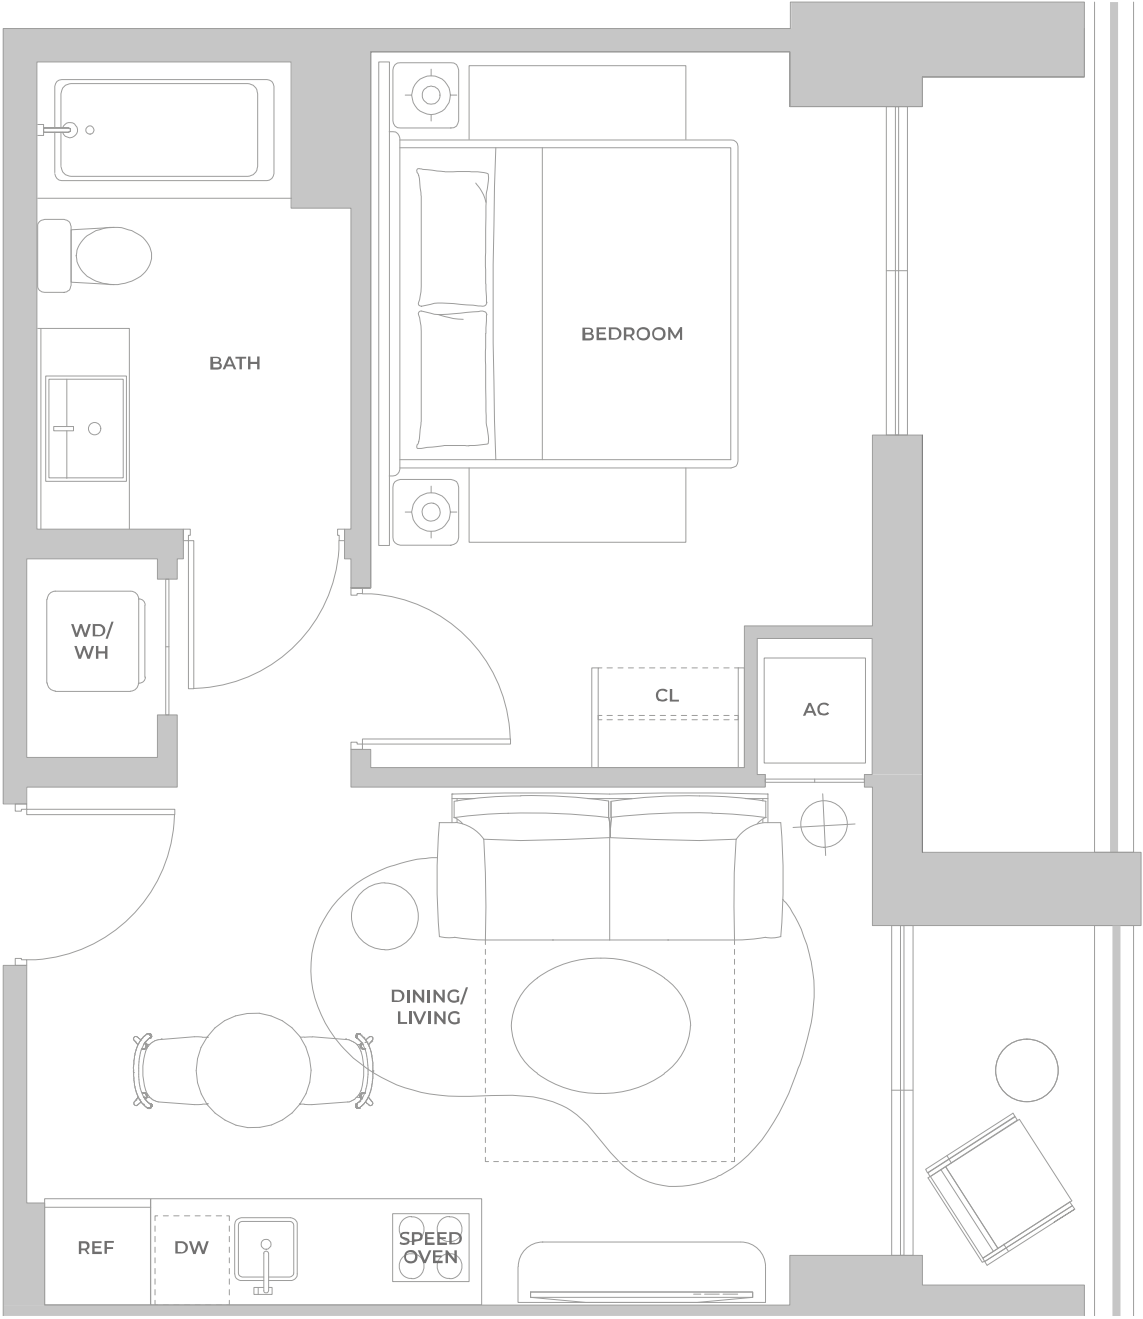 BATH
BEDROOM
WD/
WH
CL
AC
DINING/
LIVING
REF
DW
SPEED
OVEN